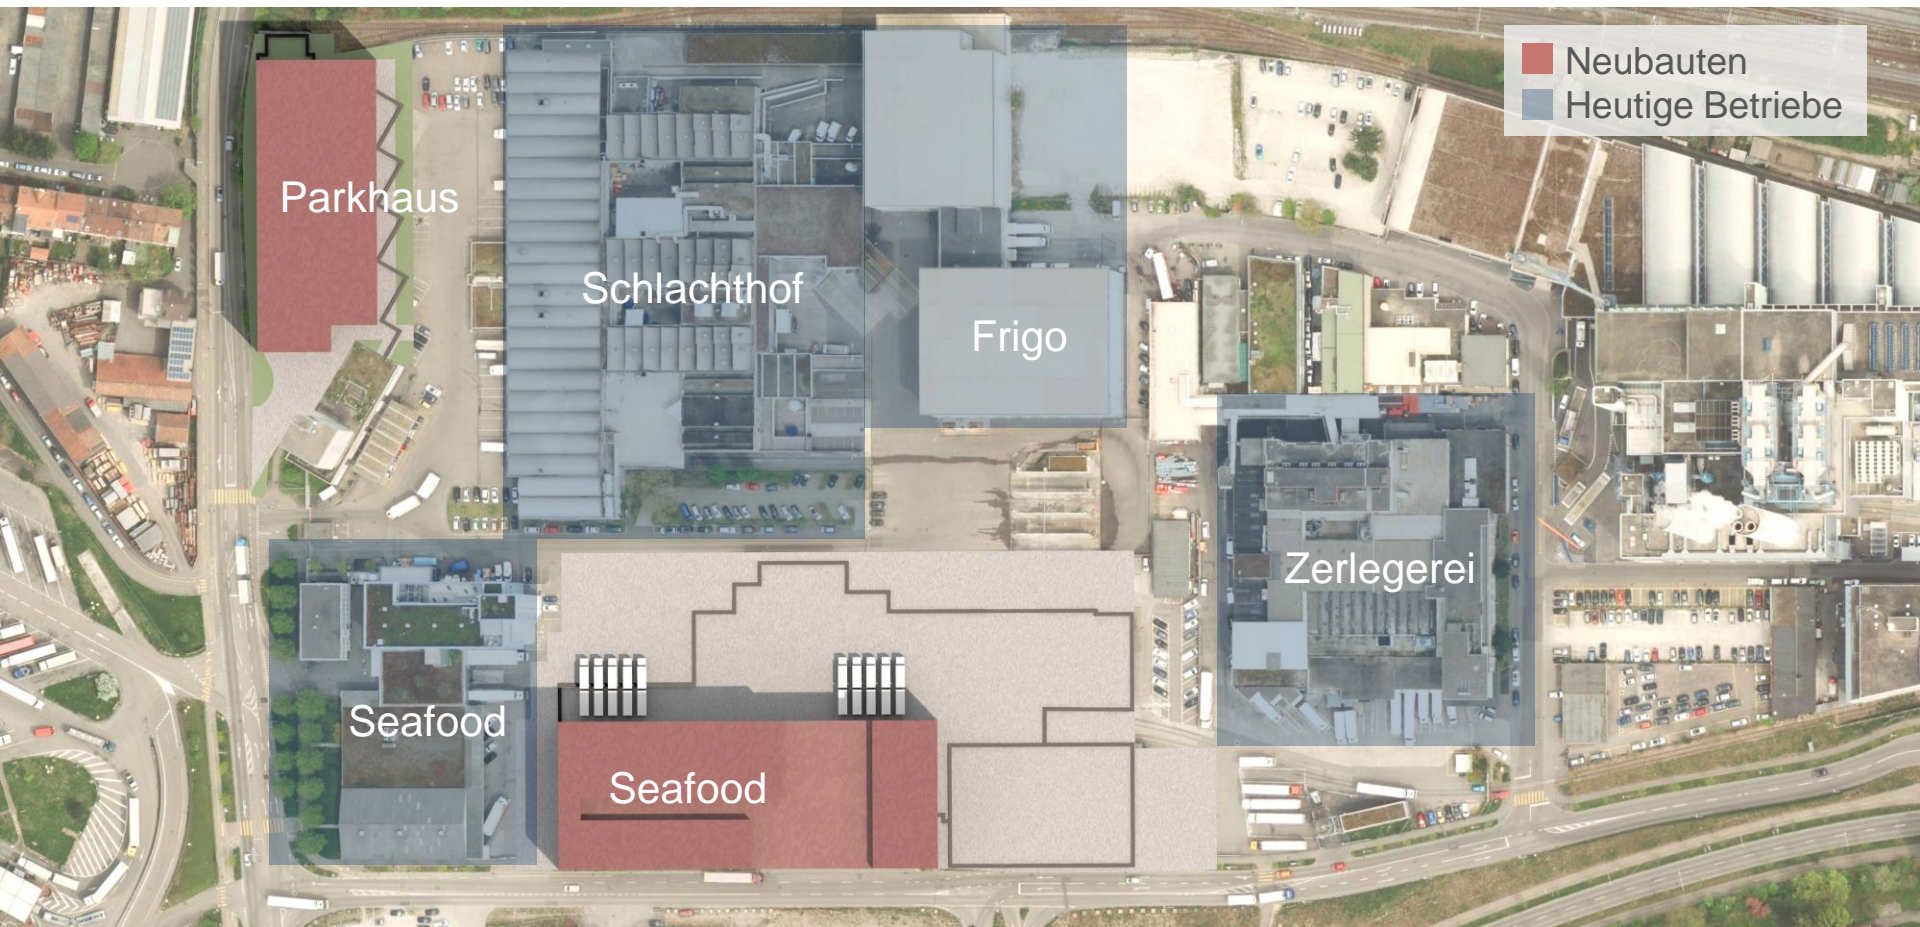 Neubauten
Heutige Betriebe
Parkhaus
Schlachthof
Frigo
Zerlegerei
Seafood
Seafood